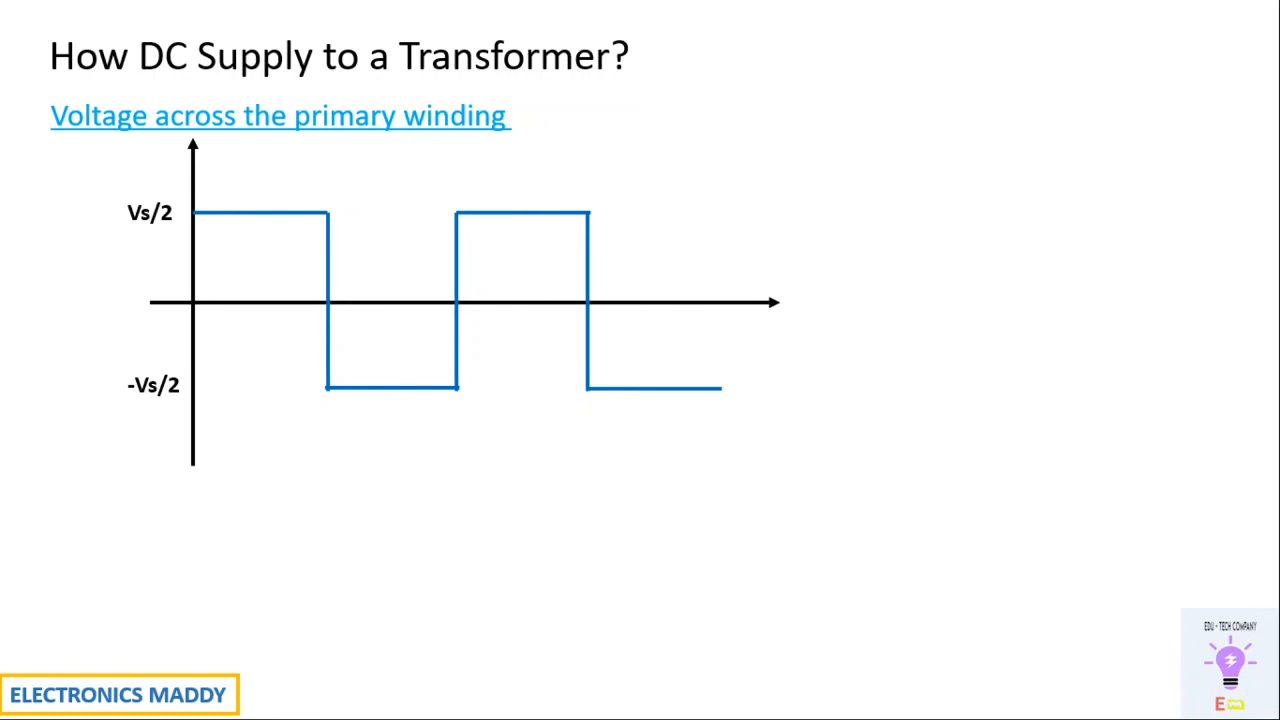 How DC Supply to a Transformer?
Voltage across the primary winding
Vs/2
-Vs/2
EDU - TECH COMPANY
E
ELECTRONICS MADDY